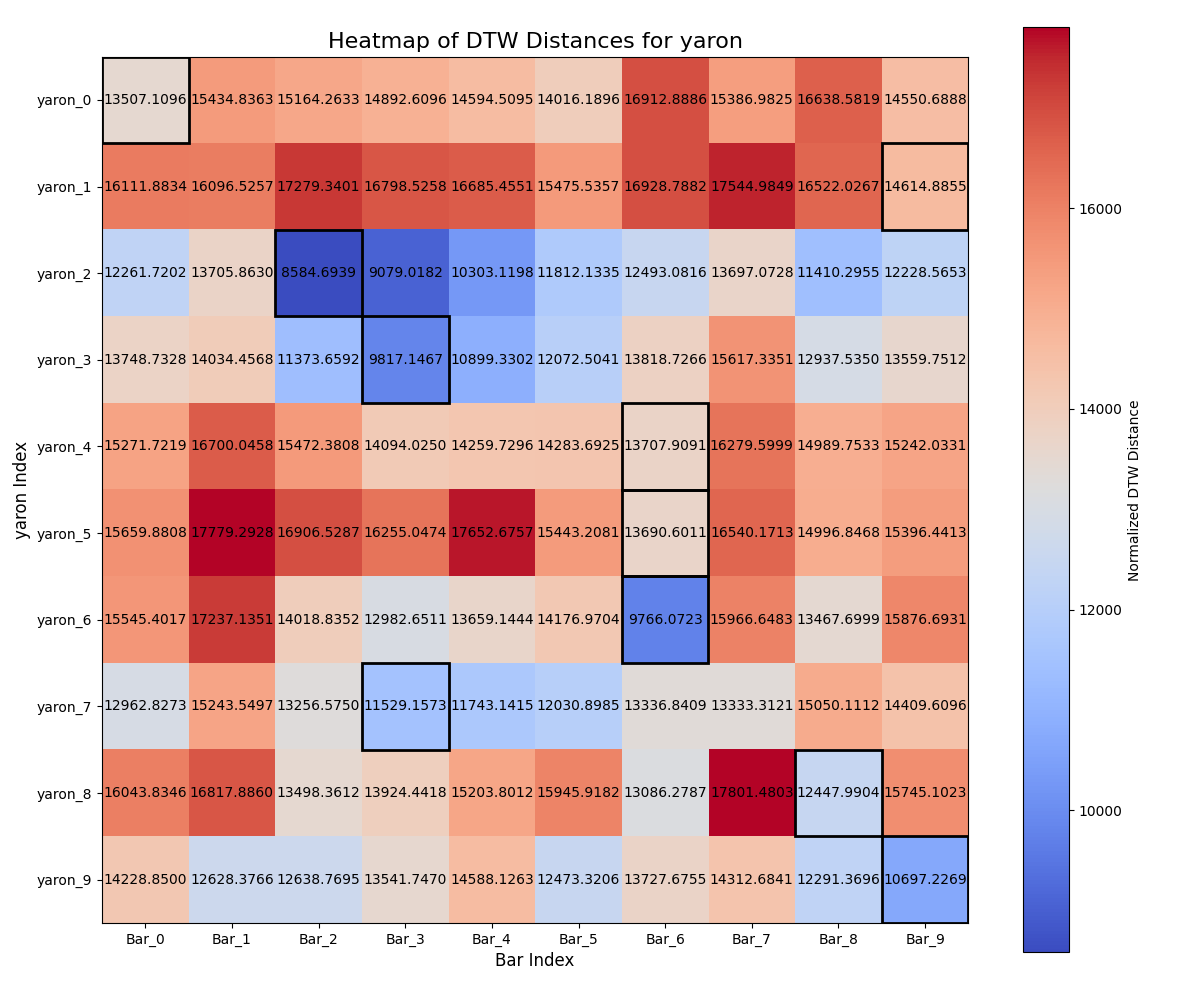 Heatmap of DTW Distances for yaron
yaron_0 13507.1096 15434.8363 15164.2633 14892.6096 14594.5095 14016.1896 16912.8886 15386.9825 16638.5819 14550.6888
yaron_1 16111.8834 16096.5257 17279.3401 16798.5258 16685.4551 15475.5357 16928.7882 17544.9849 16522.0267 14614.8855
yaron_2 12261.7202 13705.8630 8584.6939 9079.0182 10303.1198 11812.1335 12493.0816 13697.0728 11410.2955 12228.5653
yaron_3 13748.7328 14034.4568 11373.6592 9817.1467 10899.3302 12072.5041 13818.7266 15617.3351 12937.5350 13559.7512
yaron_4 15271.7219 16700.0458 15472.3808 14094.0250 14259.7296 14283.6925 13707.9091 16279.5999 14989.7533 15242.0331
yaron_5 15659.8808 17779.2928 16906.5287 16255.0474 17652.6757 15443.2081 13690.6011 16540.1713 14996.8468 15396.4413
yaron_6 15545.4017 17237.1351 14018.8352 12982.6511 13659.1444 14176.9704 9766.0723 15966.6483 13467.6999 15876.6931
yaron_7 12962.8273 15243.5497 13256.5750 11529.1573 11743.1415 12030.8985 13336.8409 13333.3121 15050.1112 14409.6096
yaron_8 16043.8346 16817.8860 13498.3612 13924.4418 15203.8012 15945.9182 13086.2787 17801.4803 12447.9904 15745.1023
yaron_9 14228.8500 12628.3766 12638.7695 13541.7470 14588.1263 12473.3206 13727.6755 14312.6841 12291.3696 10697.2269
Bar_0 Bar_1 Bar_2 Bar_3 Bar_4 Bar_5 Bar_6 Bar_7 Bar_8 Bar_9
Bar Index
yaron Index
16000
14000
12000
10000
Normalized DTW Distance